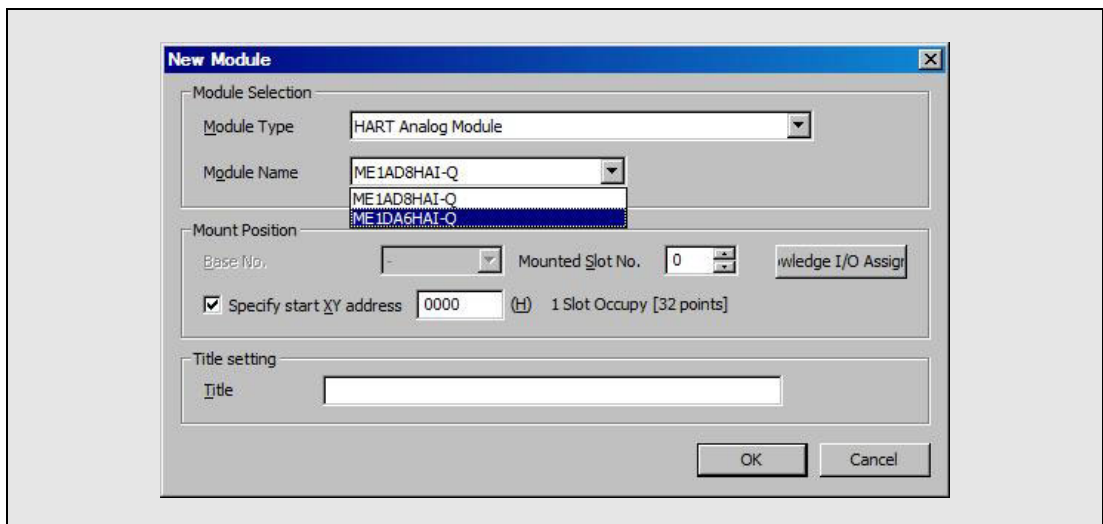 New Module
Module Selection
Module Type HART Analog Module
Module Name ME1AD8HAI-Q
ME1AD8HAI-Q
ME1DA6HAI-Q
Mount Position
Base No. - Mounted Slot No. 0 wledge I/O Assign
Specify start XY address 0000 (H) 1 Slot Occupy [32 points]
Title setting
Title
OK Cancel